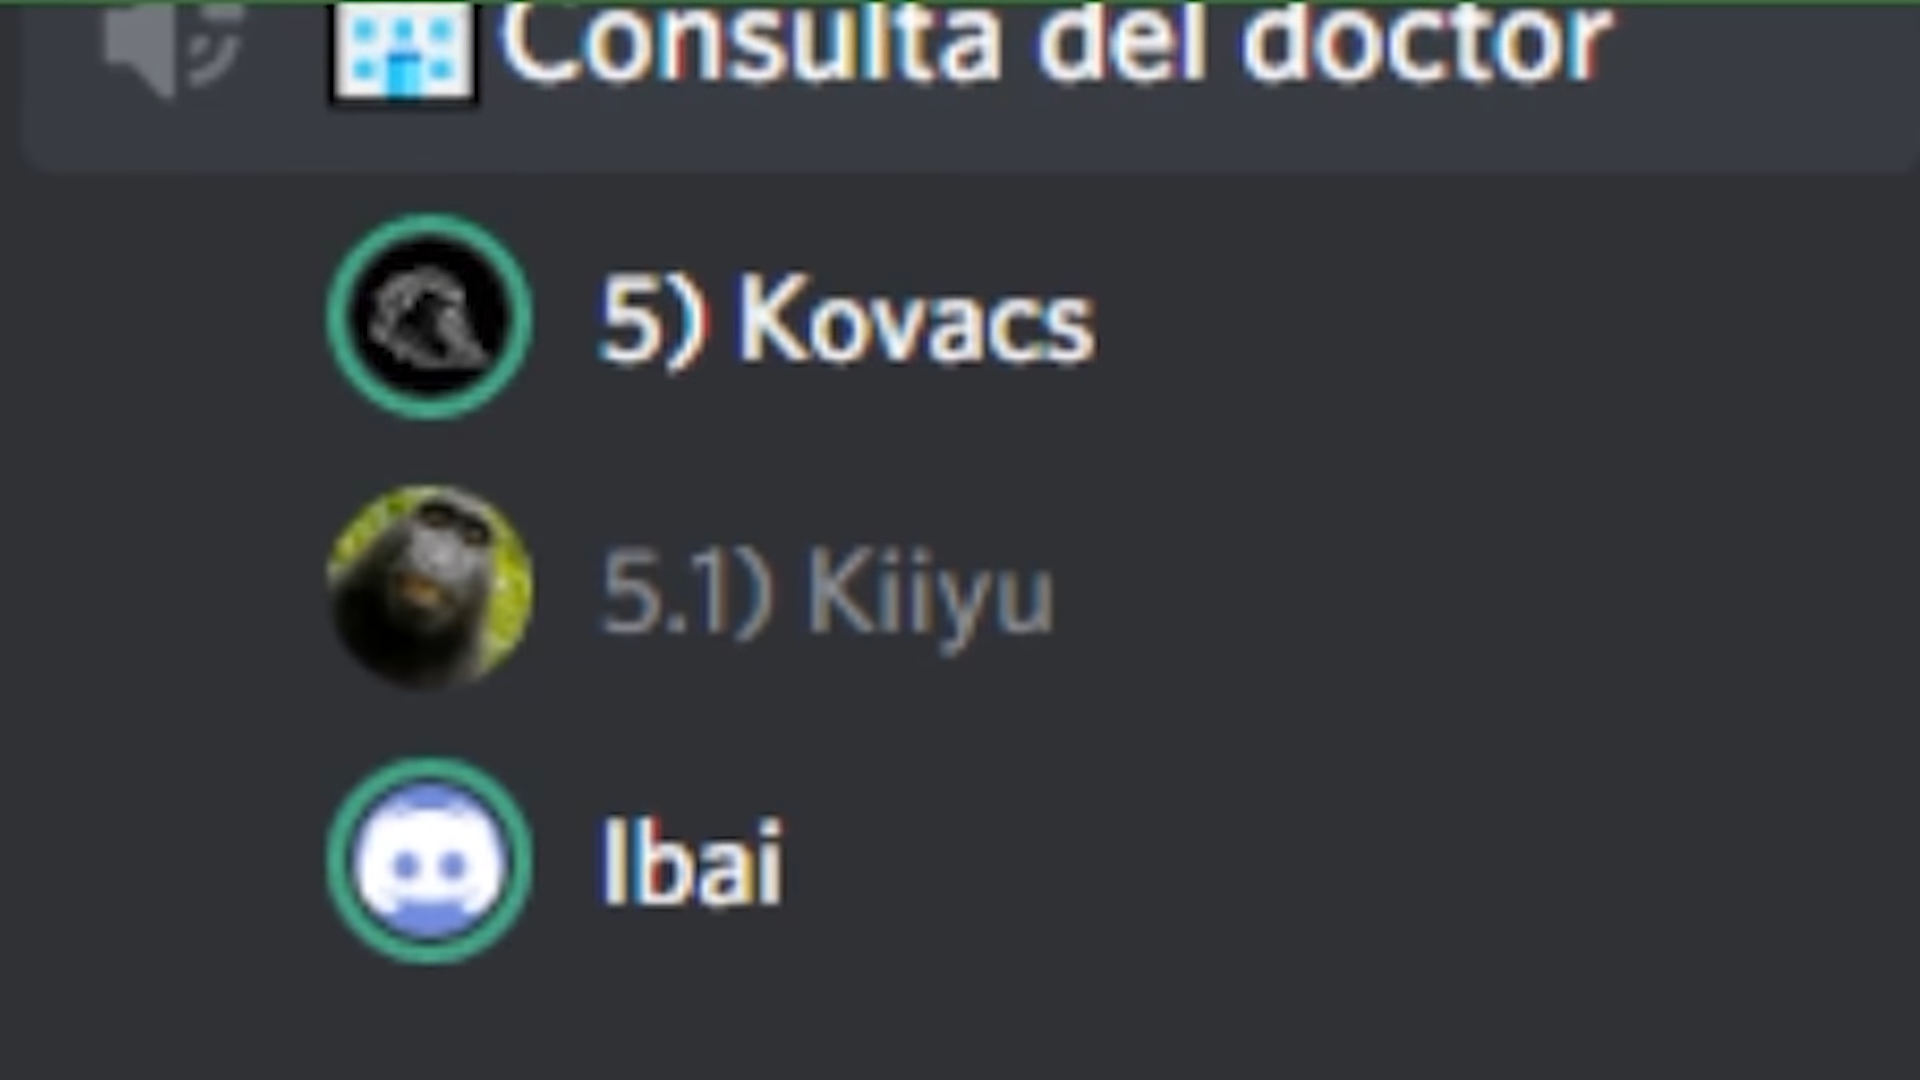 Consulta del doctor
5) Kovacs
5.1) Kiiyu
Ibai